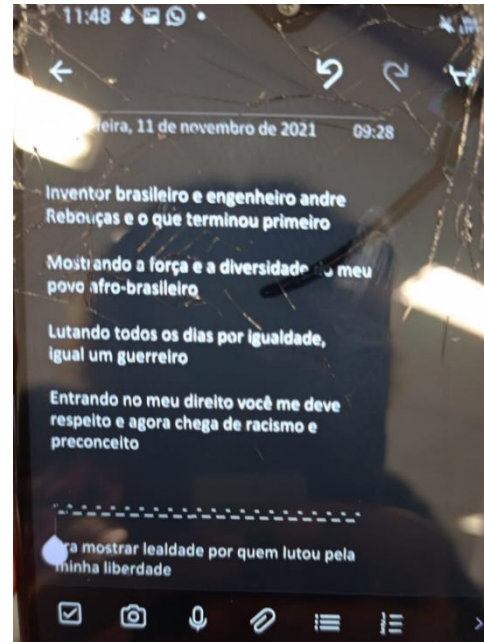 11:48
feira, 11 de novembro de 2021 09:28
Inventor brasileiro e engenheiro andre
Rebouças e o que terminou primeiro
Mostrando a força e a diversidade meu
povo afro-brasileiro
Lutando todos os dias por igualdade,
igual um guerreiro
Entrando no meu direito você me deve
respeito e agora chega de racismo e
preconceito
mostrar lealdade por quem lutou pela
minha liberdade